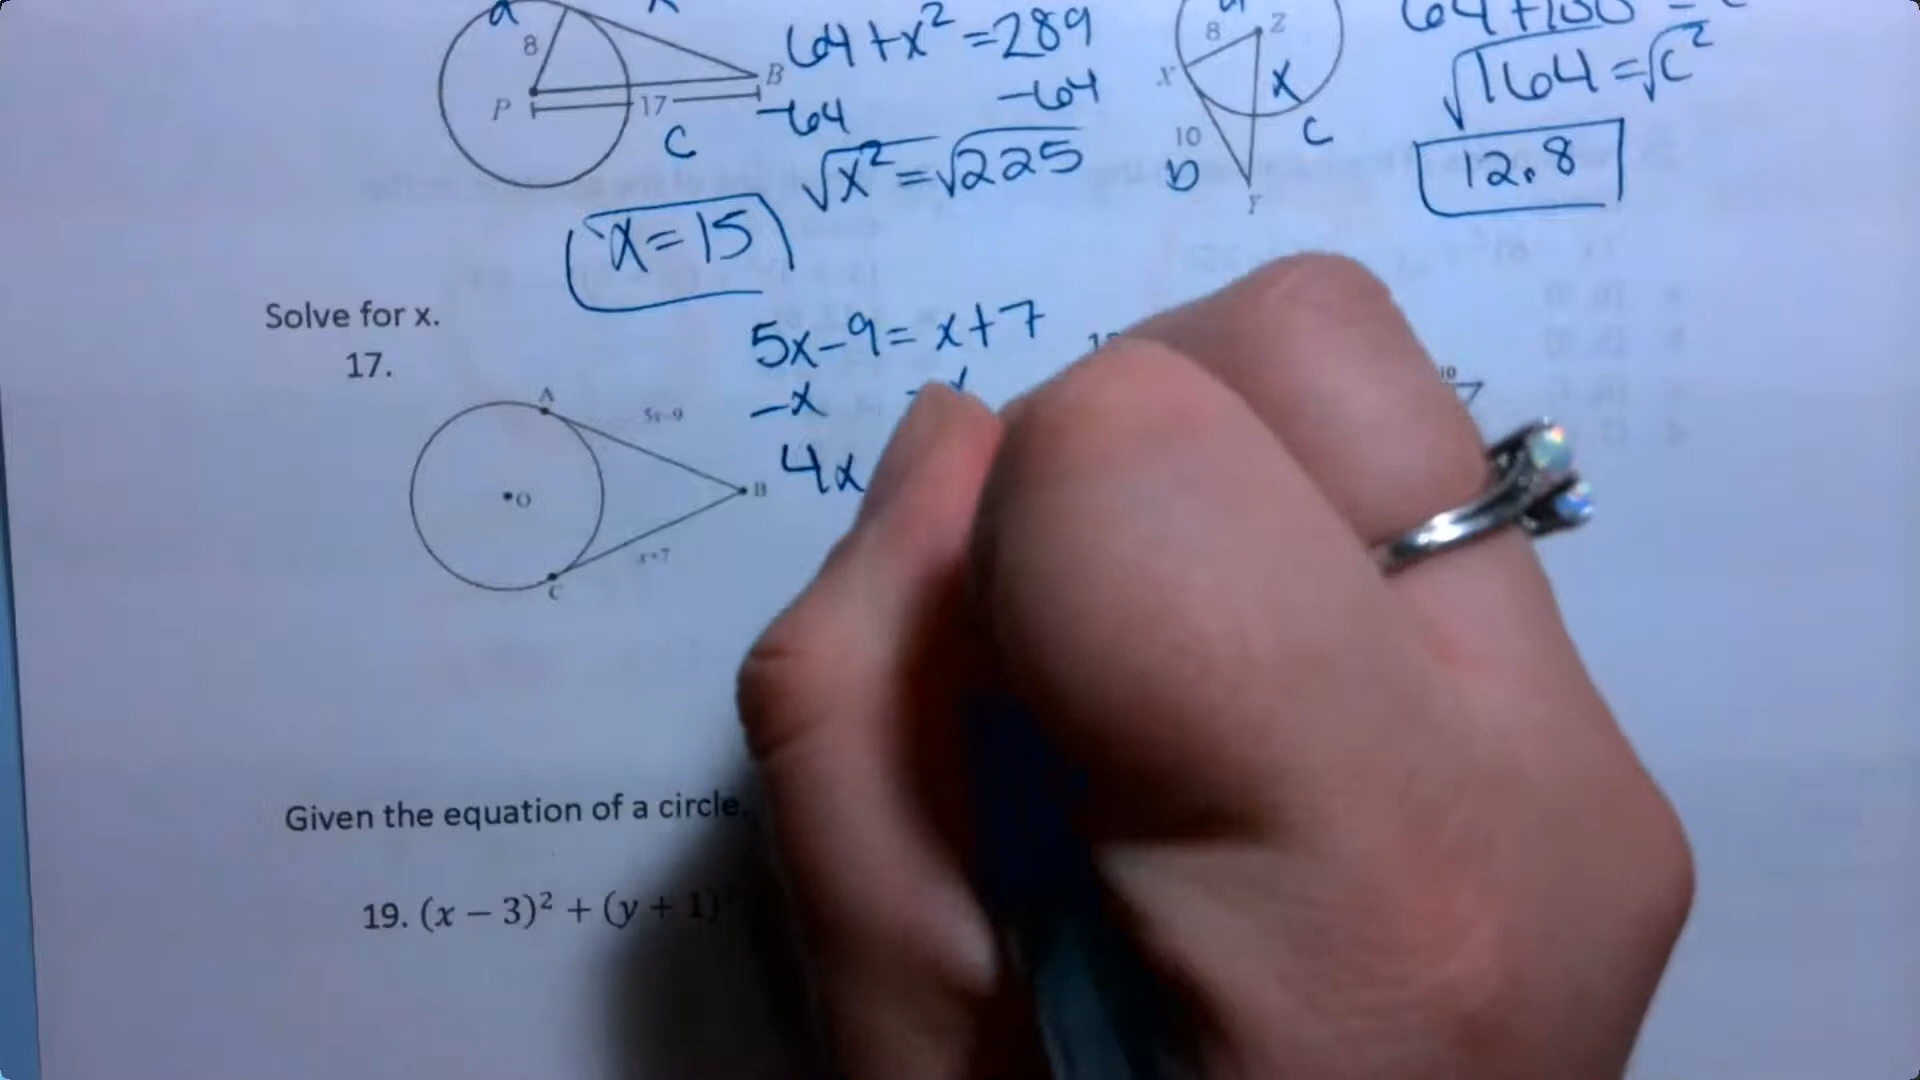 a
8
P
17
B
C
64+x²=289
-64 -64
√x²=√225
x=15
8
Z
X
X
10
b
C
Y
√164=√c²
12.8
Solve for x.
17.
A
5x-9
B
O
x+7
C
5x-9=x+7
-x
4x
10
Given the equation of a circle.
19. (x − 3)² + (y + 1)